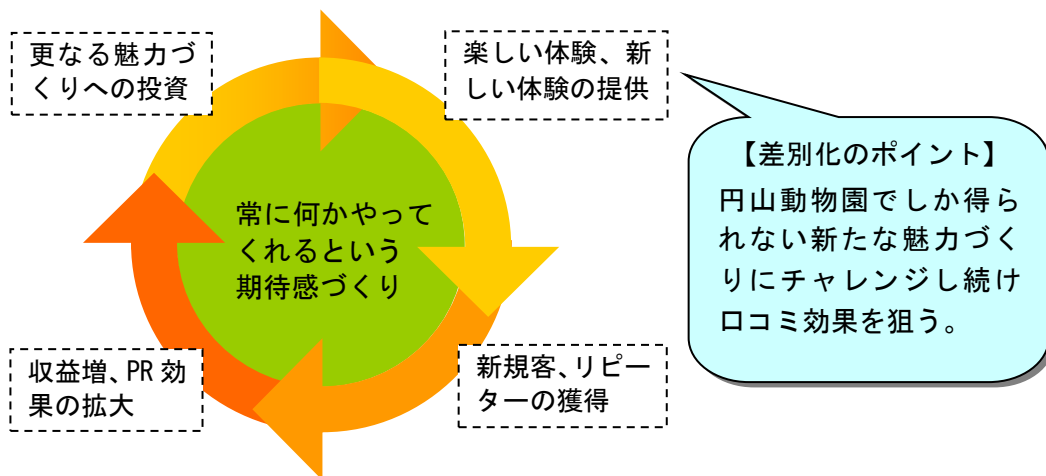 更なる魅力づ
くりへの投資
楽しい体験、新
しい体験の提供
【差別化のポイント】
円山動物園でしか得ら
れない新たな魅力づく
りにチャレンジし続け
口コミ効果を狙う。
常に何かやって
くれるという
期待感づくり
収益増、PR 効
果の拡大
新規客、リピー
ターの獲得